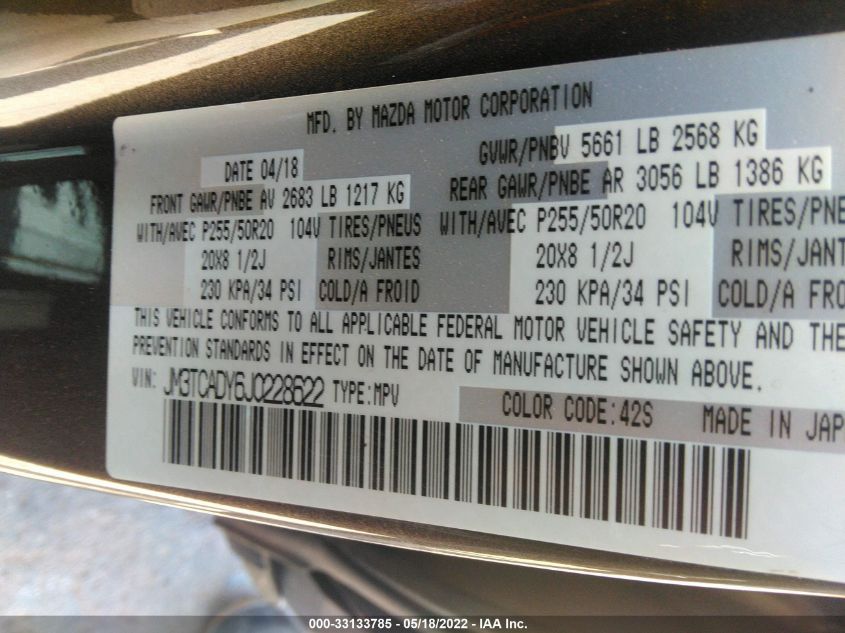 MFD. BY MAZDA MOTOR CORPORATION
DATE 04/18 GVWR/PNBV 5661 LB 2568 KG
FRONT GAWR/PNBE AV 2683 LB 1217 KG REAR GAWR/PNBE AR 3056 LB 1386 KG
WITH/AVEC P255/50R20 104V TIRES/PNEUS WITH/AVEC P255/50R20 104V TIRES/PNE
20X8 1/2J RIMS/JANTES 20X8 1/2J RIMS/JANTES
230 KPA/34 PSI COLD/A FROID 230 KPA/34 PSI COLD/A FRO
THIS VEHICLE CONFORMS TO ALL APPLICABLE FEDERAL MOTOR VEHICLE SAFETY AND THE
PREVENTION STANDARDS IN EFFECT ON THE DATE OF MANUFACTURE SHOWN ABOVE.
VIN: JM3TCADY6J0228622 TYPE:MPV
COLOR CODE:42S MADE IN JAP
000-33133785 - 05/18/2022 - IAA Inc.